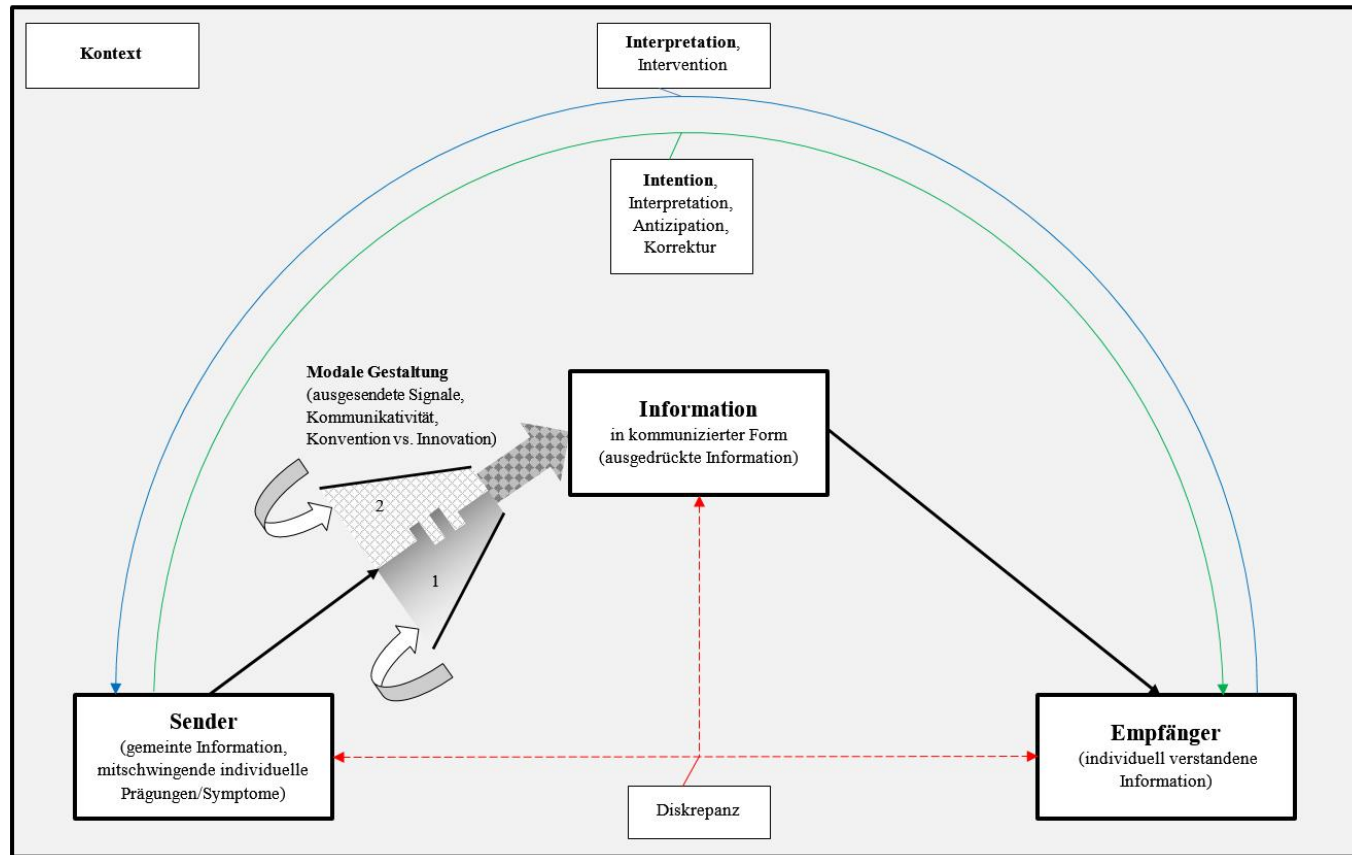 Kontext
Interpretation,
Intervention
Intention,
Interpretation,
Antizipation,
Korrektur
Modale Gestaltung
(ausgesendete Signale,
Kommunikativität,
Konvention vs. Innovation)
Information
in kommunizierter Form
(ausgedrückte Information)
2
1
Sender
(gemeinte Information,
mitschwingende individuelle
Prägungen/Symptome)
Empfänger
(individuell verstandene
Information)
Diskrepanz